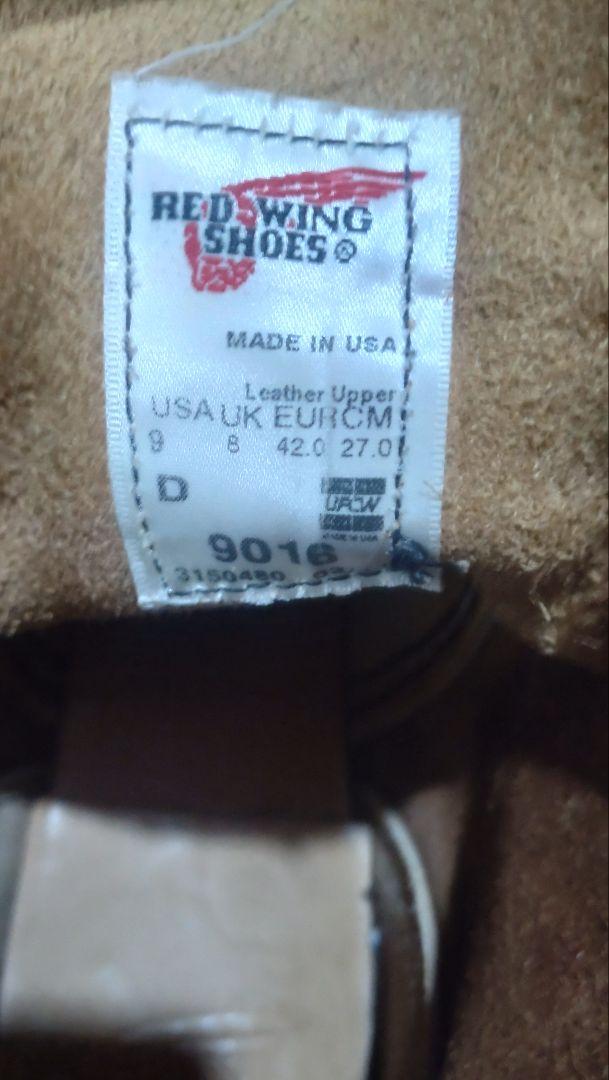 RED WING
SHOES®
MADE IN USA
Leather Upper
USA UK EUR CM
9 8 42.0 27.0
D
UFCW
9016
3150480